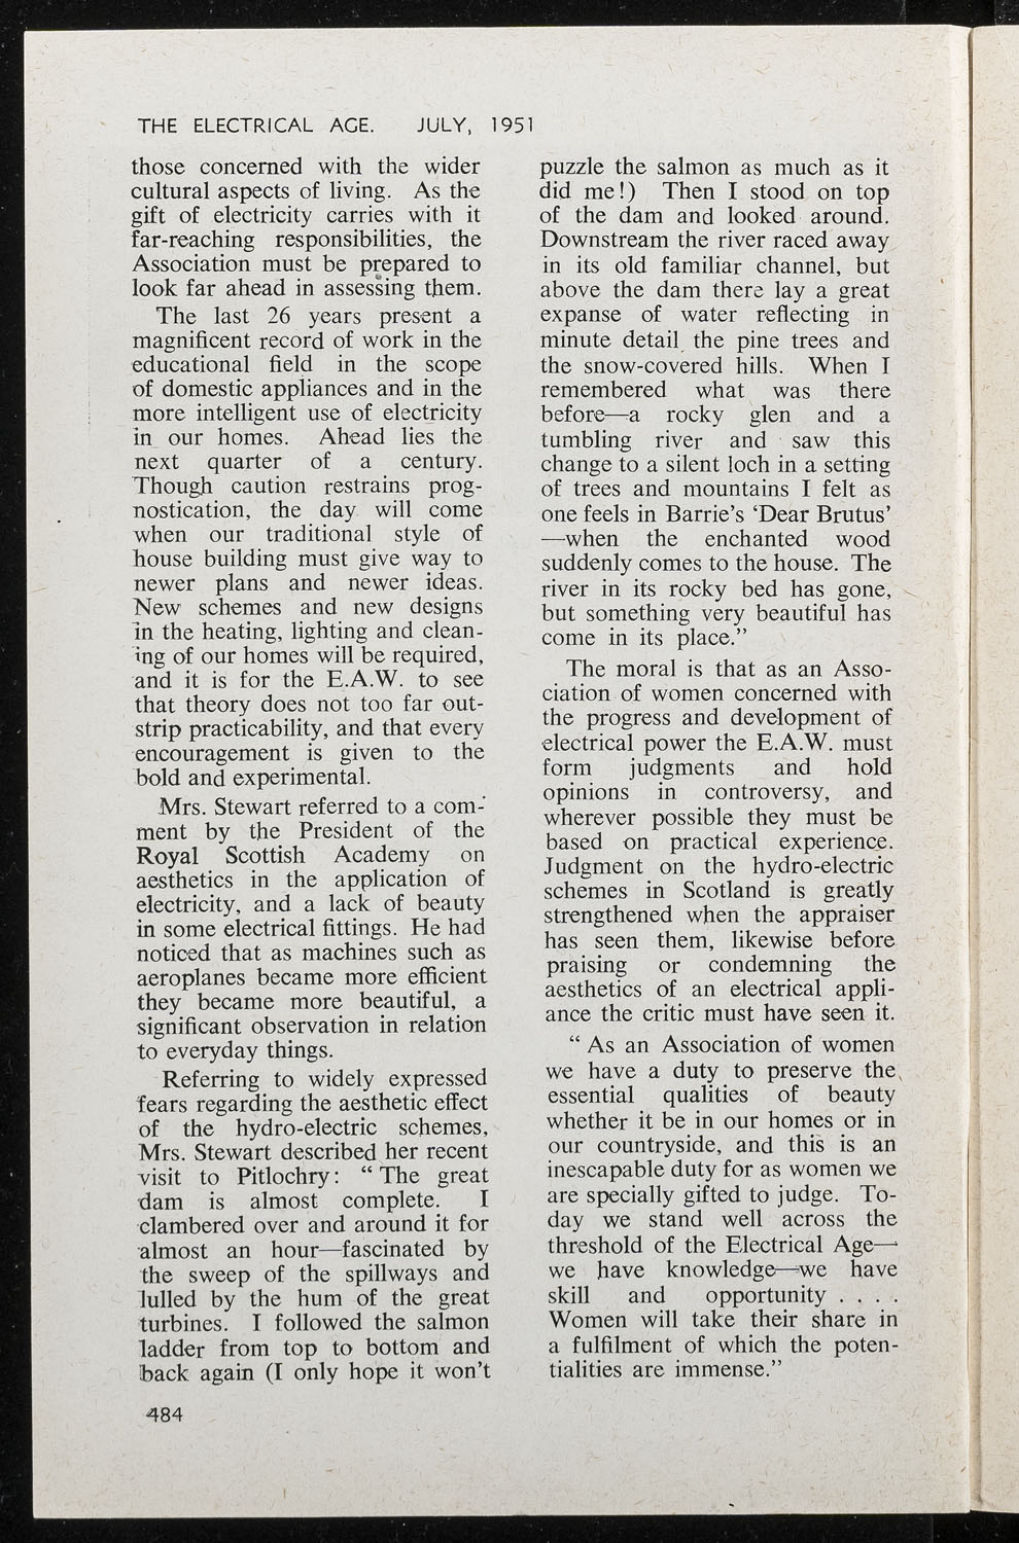 THE ELECTRICAL AGE. JULY, 1951
those concerned with the wider
cultural aspects of living. As the
gift of electricity carries with it
far-reaching responsibilities, the
Association must be prepared to
look far ahead in assessing them.
The last 26 years present a
magnificent record of work in the
educational field in the scope
of domestic appliances and in the
more intelligent use of electricity
in our homes. Ahead lies the
next quarter of a century.
Though caution restrains prog-
nostication, the day will come
when our traditional style of
house building must give way to
newer plans and newer ideas.
New schemes and new designs
in the heating, lighting and clean-
ing of our homes will be required,
and it is for the E.A.W. to see
that theory does not too far out-
strip practicability, and that every
encouragement is given to the
bold and experimental.
Mrs. Stewart referred to a com-
ment by the President of the
Royal Scottish Academy on
aesthetics in the application of
electricity, and a lack of beauty
in some electrical fittings. He had
noticed that as machines such as
aeroplanes became more efficient
they became more beautiful, a
significant observation in relation
to everyday things.
Referring to widely expressed
fears regarding the aesthetic effect
of the hydro-electric schemes,
Mrs. Stewart described her recent
visit to Pitlochry: “The great
dam is almost complete. I
clambered over and around it for
almost an hour—fascinated by
the sweep of the spillways and
lulled by the hum of the great
turbines. I followed the salmon
ladder from top to bottom and
back again (I only hope it won't
puzzle the salmon as much as it
did me!) Then I stood on top
of the dam and looked around.
Downstream the river raced away
in its old familiar channel, but
above the dam there lay a great
expanse of water reflecting in
minute detail the pine trees and
the snow-covered hills. When I
remembered what was there
before—a rocky glen and a
tumbling river and saw this
change to a silent loch in a setting
of trees and mountains I felt as
one feels in Barrie's ‘Dear Brutus’
—when the enchanted wood
suddenly comes to the house. The
river in its rocky bed has gone,
but something very beautiful has
come in its place.”
The moral is that as an Asso-
ciation of women concerned with
the progress and development of
electrical power the E.A.W. must
form judgments and hold
opinions in controversy, and
wherever possible they must be
based on practical experience.
Judgment on the hydro-electric
schemes in Scotland is greatly
strengthened when the appraiser
has seen them, likewise before
praising or condemning the
aesthetics of an electrical appli-
ance the critic must have seen it.
“As an Association of women
we have a duty to preserve the
essential qualities of beauty
whether it be in our homes or in
our countryside, and this is an
inescapable duty for as women we
are specially gifted to judge. To-
day we stand well across the
threshold of the Electrical Age—
we have knowledge—we have
skill and opportunity . . . .
Women will take their share in
a fulfilment of which the poten-
tialities are immense.”
484